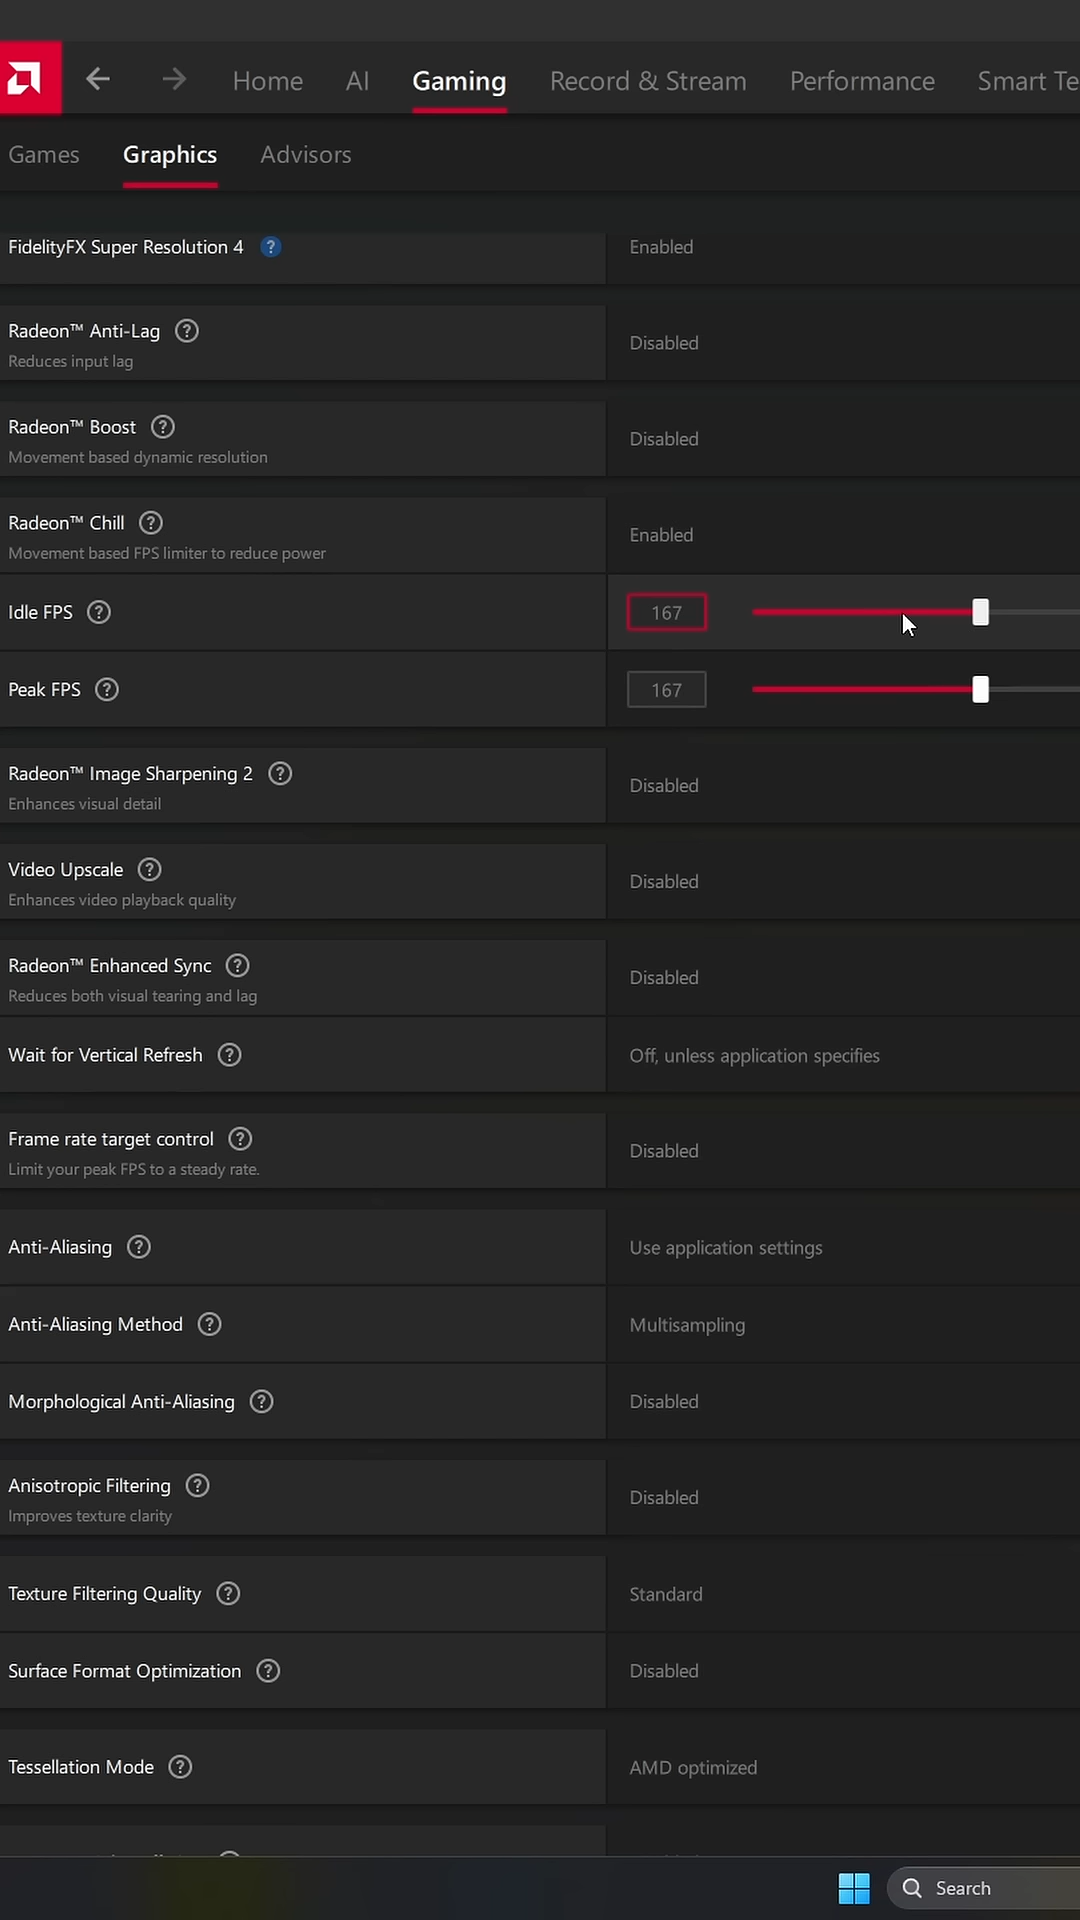 Home AI Gaming Record & Stream Performance Smart Te
Games Graphics Advisors
FidelityFX Super Resolution 4 ? Enabled
Radeon™ Anti-Lag ?
Reduces input lag
Disabled
Radeon™ Boost ?
Movement based dynamic resolution
Disabled
Radeon™ Chill ?
Movement based FPS limiter to reduce power
Enabled
Idle FPS ? 167
Peak FPS ? 167
Radeon™ Image Sharpening 2 ?
Enhances visual detail
Disabled
Video Upscale ?
Enhances video playback quality
Disabled
Radeon™ Enhanced Sync ?
Reduces both visual tearing and lag
Disabled
Wait for Vertical Refresh ? Off, unless application specifies
Frame rate target control ?
Limit your peak FPS to a steady rate.
Disabled
Anti-Aliasing ? Use application settings
Anti-Aliasing Method ? Multisampling
Morphological Anti-Aliasing ? Disabled
Anisotropic Filtering ?
Improves texture clarity
Disabled
Texture Filtering Quality ? Standard
Surface Format Optimization ? Disabled
Tessellation Mode ? AMD optimized
Search